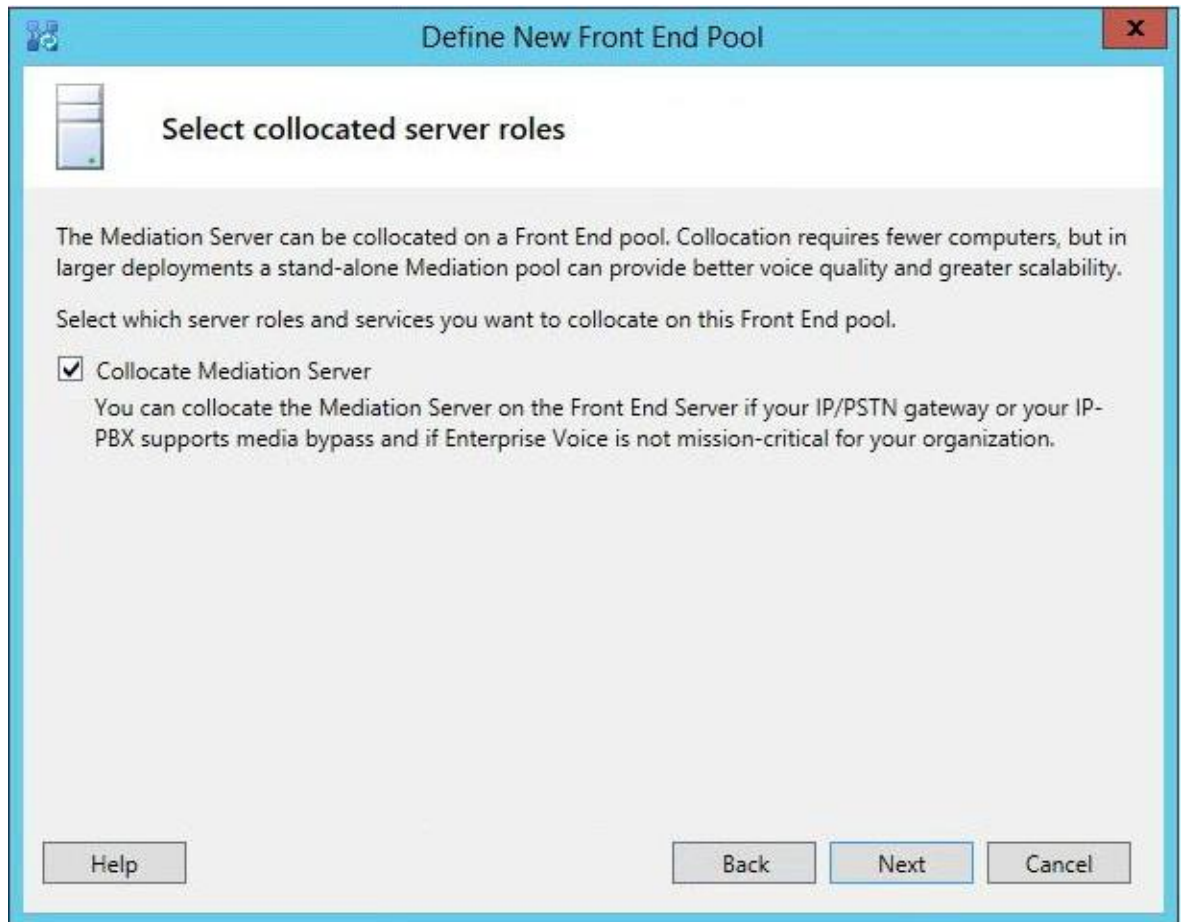 Define New Front End Pool
x
Select collocated server roles
The Mediation Server can be collocated on a Front End pool. Collocation requires fewer computers, but in
larger deployments a stand-alone Mediation pool can provide better voice quality and greater scalability.
Select which server roles and services you want to collocate on this Front End pool.
Collocate Mediation Server
You can collocate the Mediation Server on the Front End Server if your IP/PSTN gateway or your IP-
PBX supports media bypass and if Enterprise Voice is not mission-critical for your organization.
Help
Back
Next
Cancel